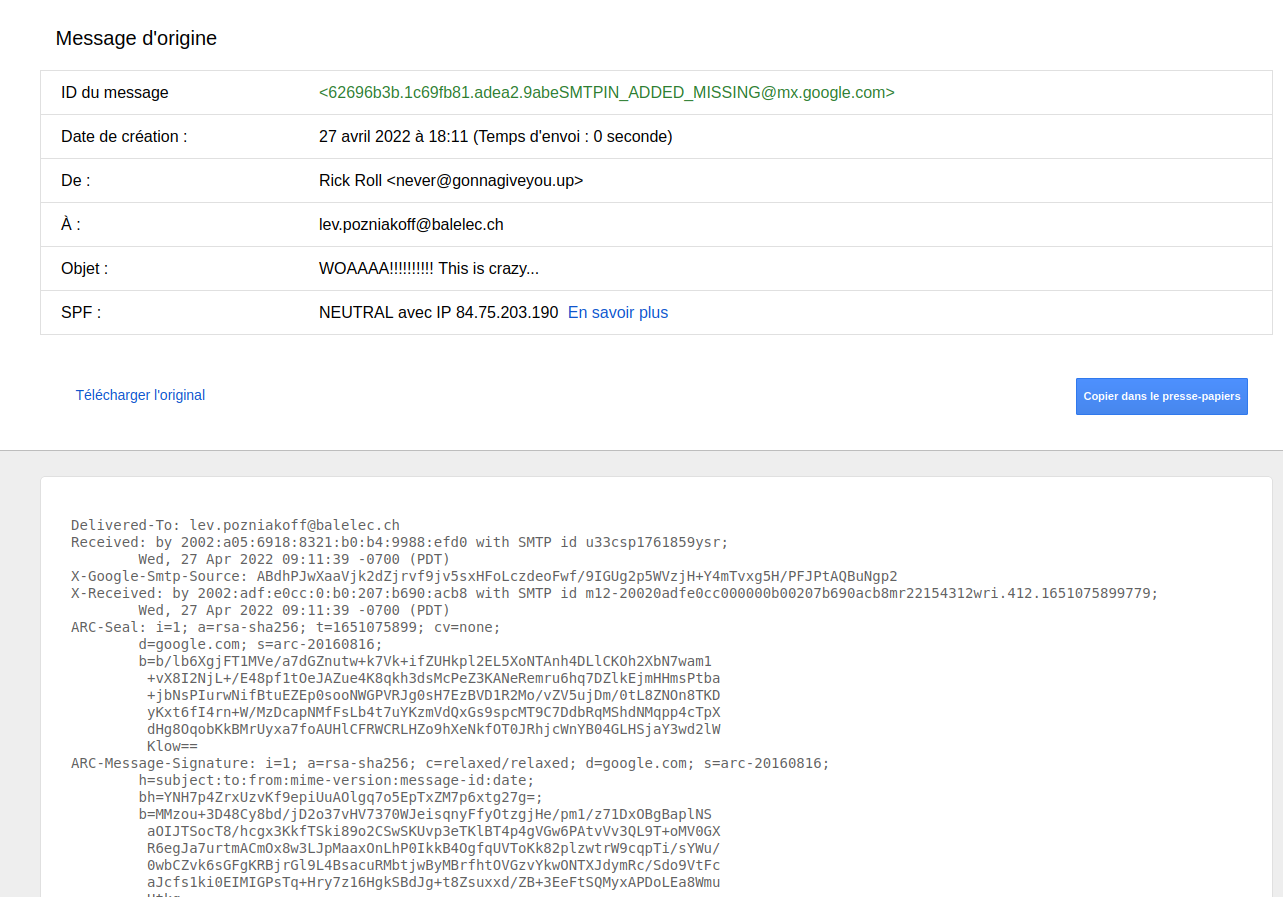 Message d'origine
ID du message <62696b3b.1c69fb81.adea2.9abeSMTPIN_ADDED_MISSING@mx.google.com>
Date de création : 27 avril 2022 à 18:11 (Temps d'envoi : 0 seconde)
De : Rick Roll <never@gonnagiveyou.up>
À : lev.pozniakoff@balelec.ch
Objet : WOAAAA!!!!!!!!!! This is crazy...
SPF : NEUTRAL avec IP 84.75.203.190 En savoir plus
Télécharger l'original
Copier dans le presse-papiers
Delivered-To: lev.pozniakoff@balelec.ch
Received: by 2002:a05:6918:8321:b0:b4:9988:efd0 with SMTP id u33csp1761859ysr;
Wed, 27 Apr 2022 09:11:39 -0700 (PDT)
X-Google-Smtp-Source: ABdhPJwXaaVjk2dZjrvf9jv5sxHFoLczdeoFwf/9IGUg2p5WVzjH+Y4mTvxg5H/PFJPtAQBuNgp2
X-Received: by 2002:adf:e0cc:0:b0:207:b690:acb8 with SMTP id m12-20020adfe0cc000000b00207b690acb8mr22154312wri.412.1651075899779;
Wed, 27 Apr 2022 09:11:39 -0700 (PDT)
ARC-Seal: i=1; a=rsa-sha256; t=1651075899; cv=none;
d=google.com; s=arc-20160816;
b=b/lb6XgjFT1MVe/a7dGZnutw+k7Vk+ifZUHkpl2EL5XoNTAnh4DLlCKOh2XbN7wam1
+vX8I2NjL+/E48pf1tOeJAZue4K8qkh3dsMcPeZ3KANeRemru6hq7DZlkEjmHHmsPtba
+jbNsPIurwNifBtuEZEp0sooNWGPVRJg0sH7EzBVD1R2Mo/vZV5ujDm/0tL8ZNOn8TKD
yKxt6fI4rn+W/MzDcapNMfFsLb4t7uYKzmVdQxGs9spcMT9C7DdbRqMShdNMqpp4cTpX
dHg8OqobKkBMrUyxa7foAUHlCFRWCRLHZo9hXeNkfOT0JRhjcWnYB04GLHSjaY3wd2lW
Klow==
ARC-Message-Signature: i=1; a=rsa-sha256; c=relaxed/relaxed; d=google.com; s=arc-20160816;
h=subject:to:from:mime-version:message-id:date;
bh=YNH7p4ZrxUzvKf9epiUuAOlgq7o5EpTxZM7p6xtg27g=;
b=MMzou+3D48Cy8bd/jD2o37vHV7370WJeisqnyFfyOtzgjHe/pm1/z71DxOBgBaplNS
aOIJTSocT8/hcgx3KkfTSki89o2CSwSKUvp3eTKlBT4p4gVGw6PAtvVv3QL9T+oMV0GX
R6egJa7urtmACmOx8w3LJpMaaxOnLhP0IkkB4OgfqUVToKk82plzwtrW9cqpTi/sYWu/
0wbCZvk6sGFgKRBjrGl9L4BsacuRMbtjwByMBrfhtOVGzvYkwONTXJdymRc/Sdo9VtFc
aJcfs1ki0EIMIGPsTq+Hry7z16HgkSBdJg+t8Zsuxxd/ZB+3EeFtSQMyxAPDoLEa8Wmu